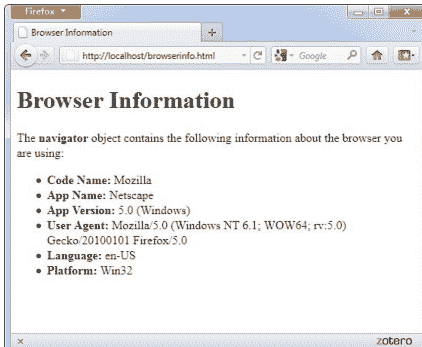 Firefox
Browser Information
http://localhost/browserinfo.html
Google
Browser Information
The navigator object contains the following information about the browser you
are using:
Code Name: Mozilla
App Name: Netscape
App Version: 5.0 (Windows)
User Agent: Mozilla/5.0 (Windows NT 6.1; WOW64; rv:5.0)
Gecko/20100101 Firefox/5.0
Language: en-US
Platform: Win32
zotero